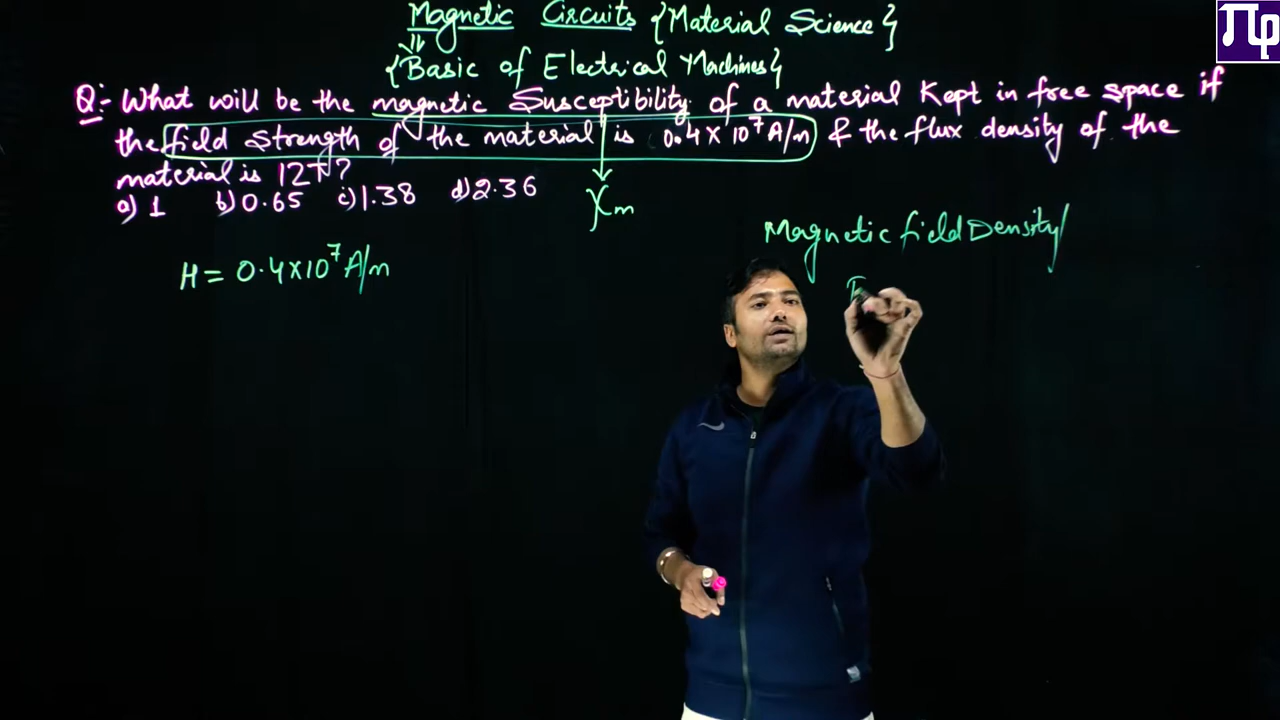 Πφ
Magnetic Circuits {Material Science}
{Basic of Electrical Machines}
Q:- What will be the magnetic Susceptibility of a material Kept in free space if
the field strength of the material is 0.4×10⁷ A/m & the flux density of the
material is 12T?
a) 1 b) 0.65 c) 1.38 d) 2.36
χm
Magnetic field Density/
H = 0.4×10⁷ A/m